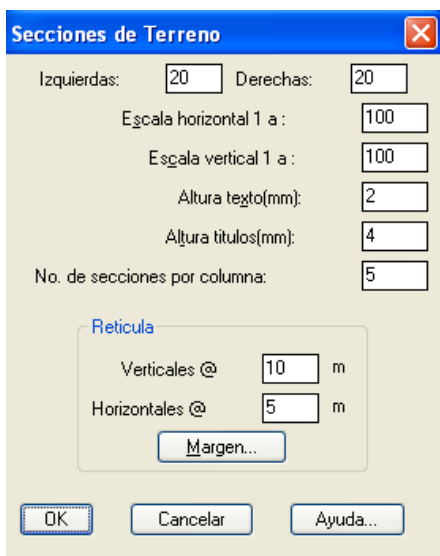 Secciones de Terreno
Izquierdas: 20 Derechas: 20
Escala horizontal 1 a : 100
Escala vertical 1 a : 100
Altura texto(mm): 2
Altura titulos(mm): 4
No. de secciones por columna: 5
Reticula
Verticales @ 10 m
Horizontales @ 5 m
Margen...
OK Cancelar Ayuda...